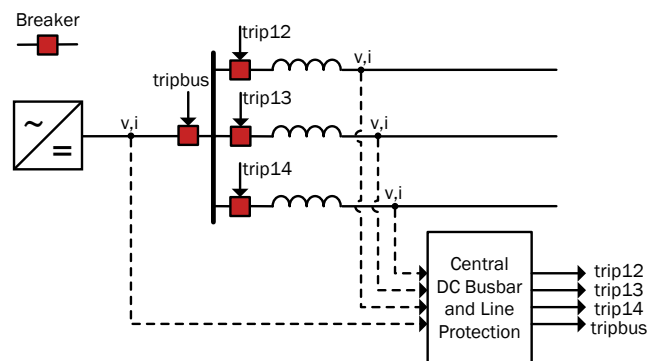 Breaker
trip12
v,i
tripbus
trip13
v,i
v,i
~
=
trip14
v,i
Central
DC Busbar
and Line
Protection
trip12
trip13
trip14
tripbus